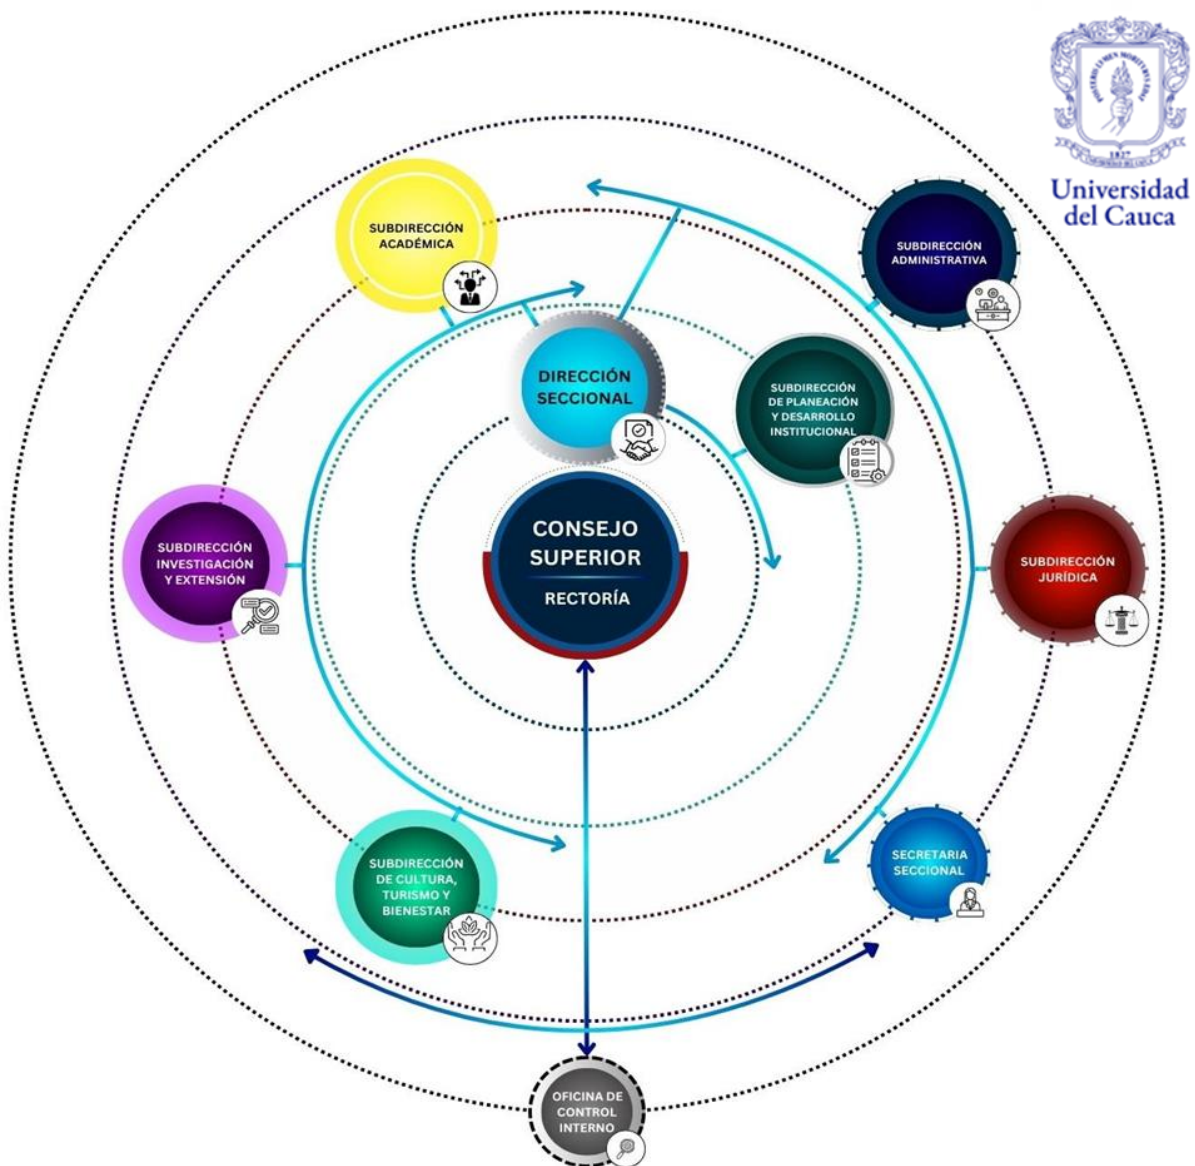 1827
Universidad
del Cauca
SUBDIRECCIÓN
ACADÉMICA
SUBDIRECCIÓN
ADMINISTRATIVA
DIRECCIÓN
SECCIONAL
SUBDIRECCIÓN
DE PLANEACIÓN
Y DESARROLLO
INSTITUCIONAL
CONSEJO
SUPERIOR
RECTORÍA
SUBDIRECCIÓN
INVESTIGACIÓN
Y EXTENSIÓN
SUBDIRECCIÓN
JURÍDICA
SUBDIRECCIÓN
DE CULTURA,
TURISMO Y
BIENESTAR
SECRETARIA
SECCIONAL
OFICINA DE
CONTROL
INTERNO